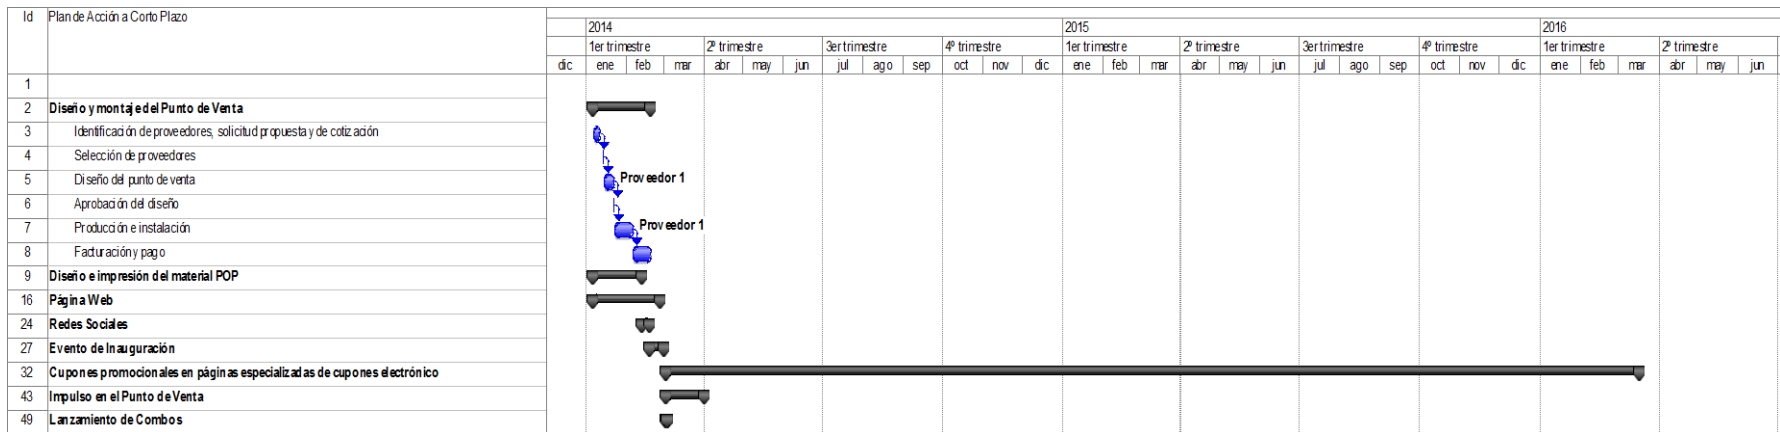 Id Plan de Acción a Corto Plazo
2014 2015 2016
1er trimestre 2º trimestre 3er trimestre 4º trimestre 1er trimestre 2º trimestre 3er trimestre 4º trimestre 1er trimestre 2º trimestre
dic ene feb mar abr may jun jul ago sep oct nov dic ene feb mar abr may jun jul ago sep oct nov dic ene feb mar abr may jun
1
2 Diseño y montaje del Punto de Venta
3 Identificación de proveedores, solicitud propuesta y de cotización
4 Selección de proveedores
5 Diseño del punto de venta Proveedor 1
6 Aprobación del diseño
7 Producción e instalación Proveedor 1
8 Facturación y pago
9 Diseño e impresión del material POP
16 Página Web
24 Redes Sociales
27 Evento de Inauguración
32 Cupones promocionales en páginas especializadas de cupones electrónico
43 Impulso en el Punto de Venta
49 Lanzamiento de Combos